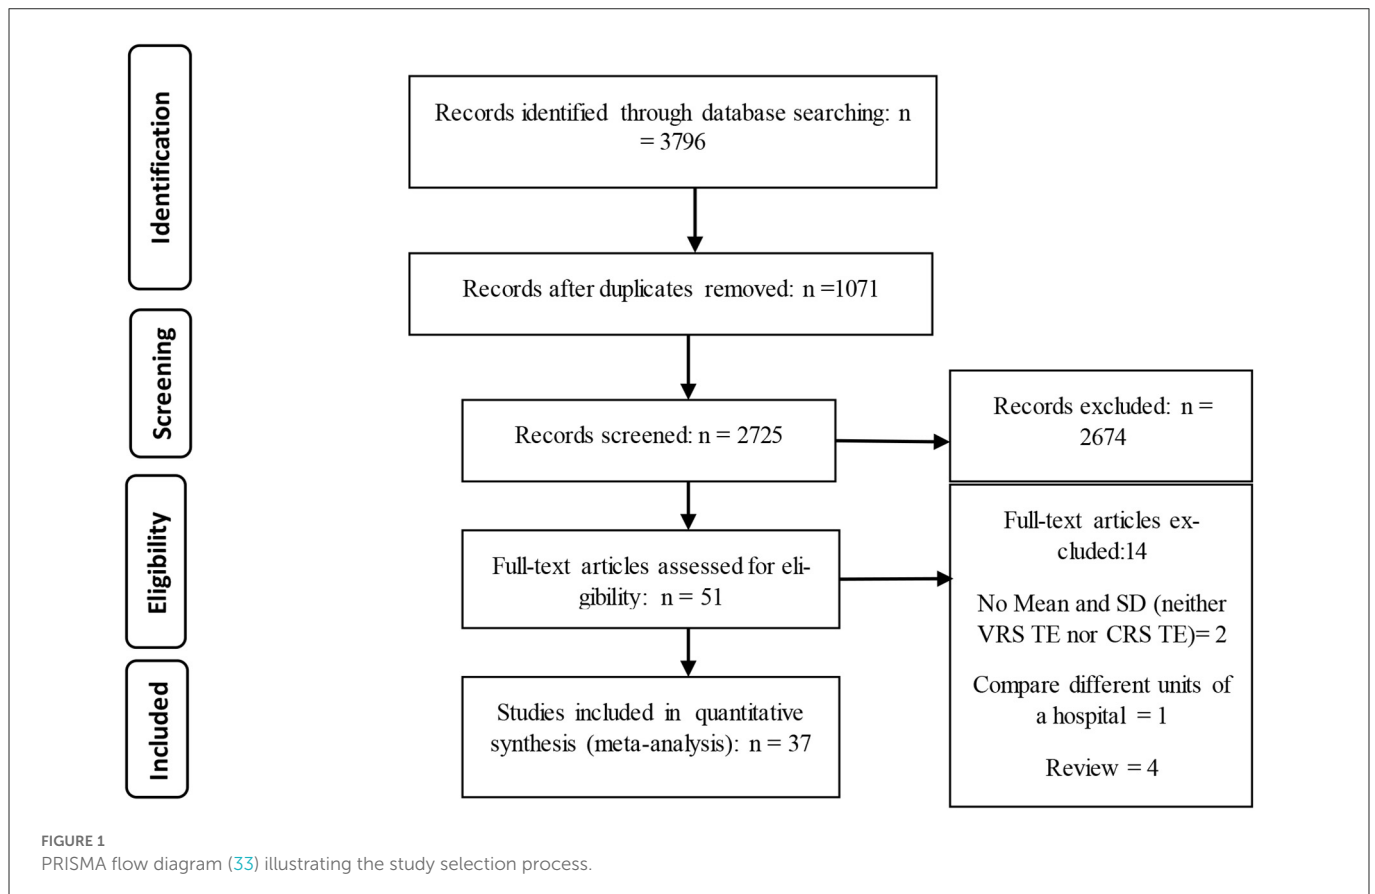 Identification
Records identified through database searching: n
= 3796
Records after duplicates removed: n =1071
Screening
Records screened: n = 2725
Records excluded: n =
2674
Eligibility
Full-text articles assessed for eli-
gibility: n = 51
Full-text articles ex-
cluded:14
No Mean and SD (neither
VRS TE nor CRS TE)= 2
Compare different units of
a hospital = 1
Review = 4
Included
Studies included in quantitative
synthesis (meta-analysis): n = 37
FIGURE 1
PRISMA flow diagram (33) illustrating the study selection process.